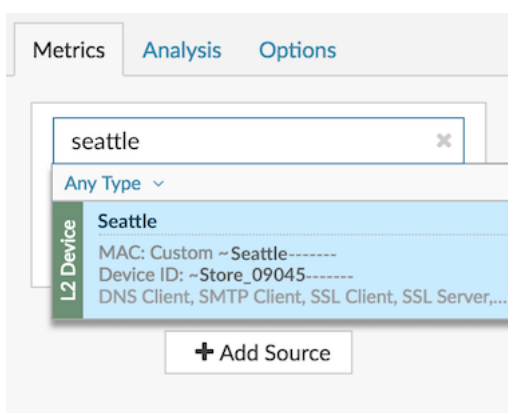 Metrics Analysis Options
seattle
Any Type
L2 Device
Seattle
MAC: Custom ~Seattle-------
Device ID: ~Store_09045-------
DNS Client, SMTP Client, SSL Client, SSL Server,...
Add Source